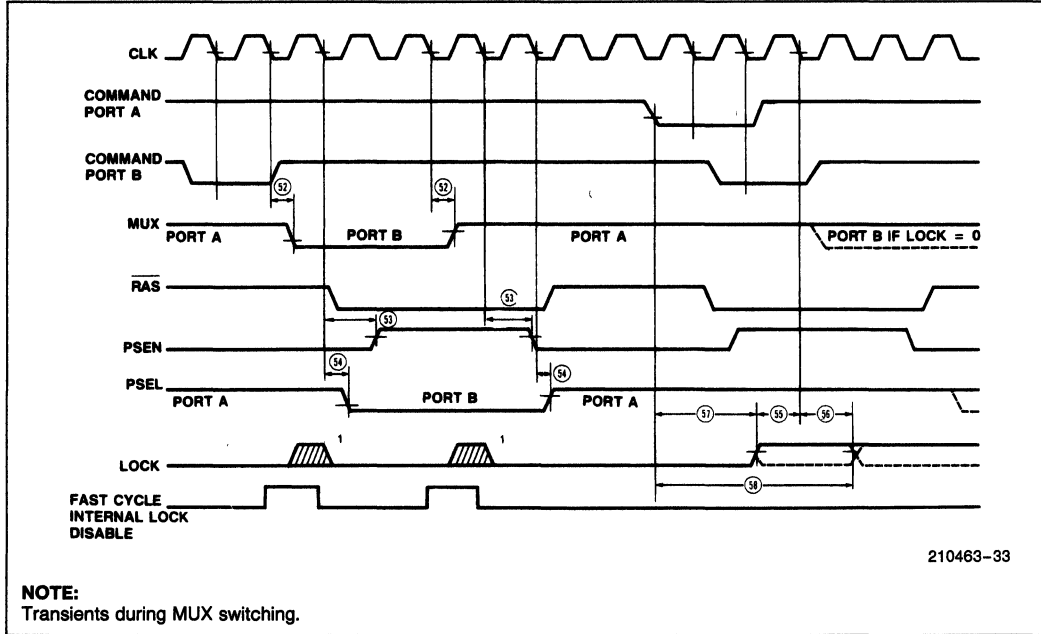 CLK
COMMAND
PORT A
COMMAND
PORT B
52
52
MUX
PORT A
PORT B
PORT A
PORT B IF LOCK = 0
RAS
53
53
PSEN
54
54
PSEL
PORT A
PORT B
PORT A
57
55
56
1
1
LOCK
58
FAST CYCLE
INTERNAL LOCK
DISABLE
210463–33
NOTE:
Transients during MUX switching.